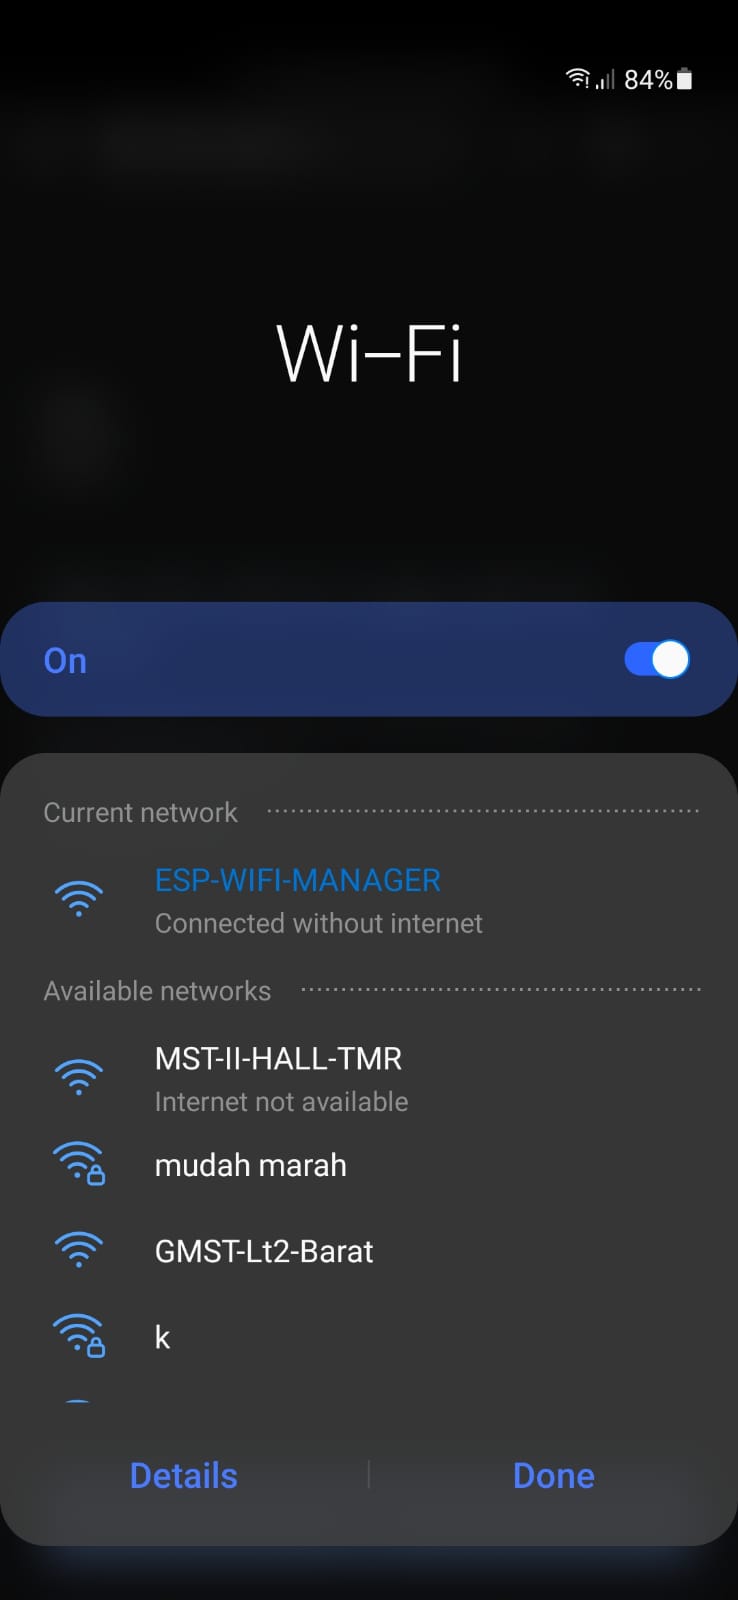 84%
Wi-Fi
On
Current network
ESP-WIFI-MANAGER
Connected without internet
Available networks
MST-II-HALL-TMR
Internet not available
mudah marah
GMST-Lt2-Barat
k
Details
Done